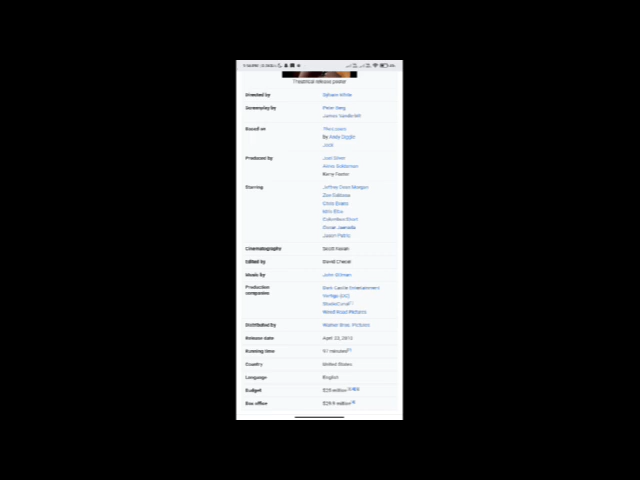 Theatrical release poster
Directed by Sylvain White
Screenplay by Peter Berg
James Vanderbilt
Based on The Losers
by Andy Diggle
Jock
Produced by Joel Silver
Akiva Goldsman
Kerry Foster
Starring Jeffrey Dean Morgan
Zoe Saldana
Chris Evans
Idris Elba
Columbus Short
Óscar Jaenada
Jason Patric
Cinematography Scott Kevan
Edited by David Checel
Music by John Ottman
Production Dark Castle Entertainment
companies Vertigo (DC)
Weed Road Pictures
Distributed by Warner Bros. Pictures
Release date April 23, 2010
Running time 97 minutes
Country United States
Language English
Budget $25 million
Box office million